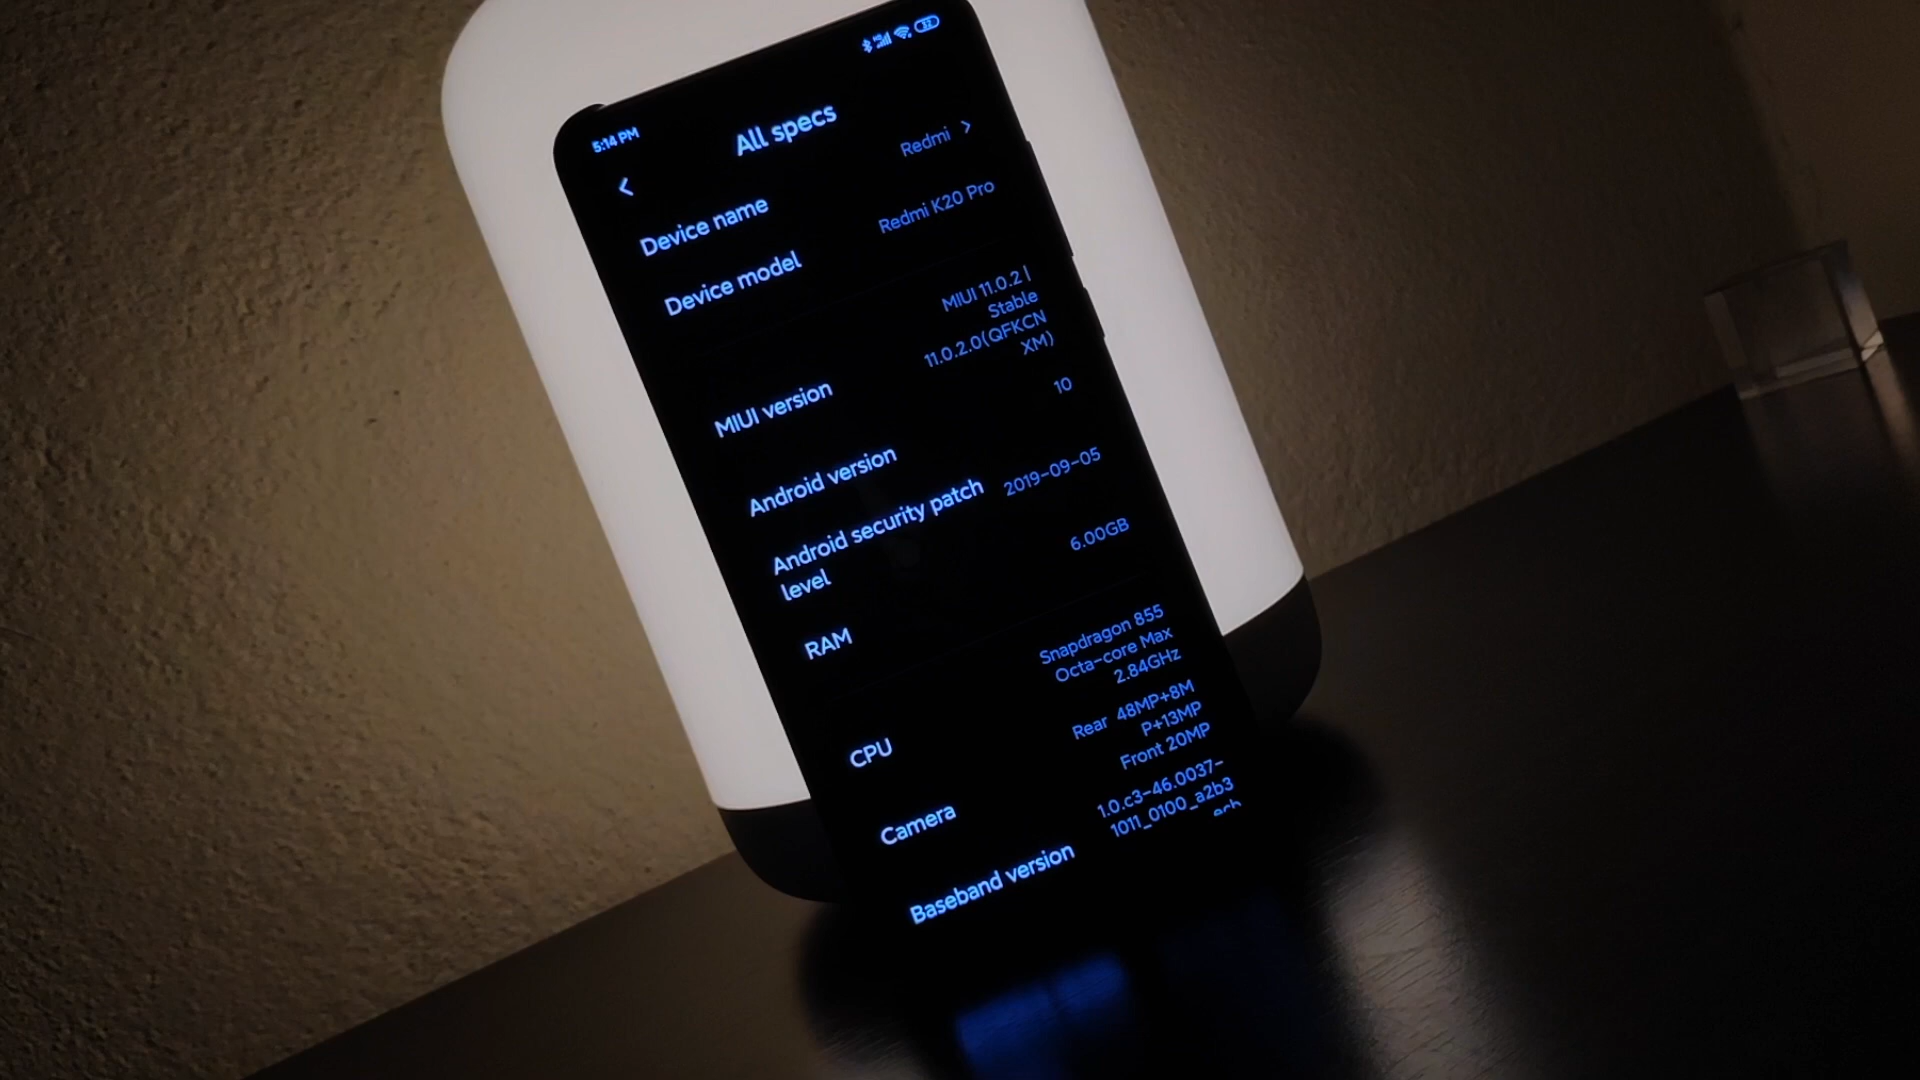 5:14 PM
All specs
Device name
Redmi
Device model
Redmi K20 Pro
MIUI version
MIUI 11.0.2 |
Stable
11.0.2.0(QFKCN
XM)
Android version
10
Android security patch
level
2019-09-05
RAM
6.00GB
CPU
Snapdragon 855
Octa-core Max
2.84GHz
Camera
Rear 48MP+8M
P+13MP
Front 20MP
Baseband version
1.0.c3-46.0037-
1011_0100_a2b3